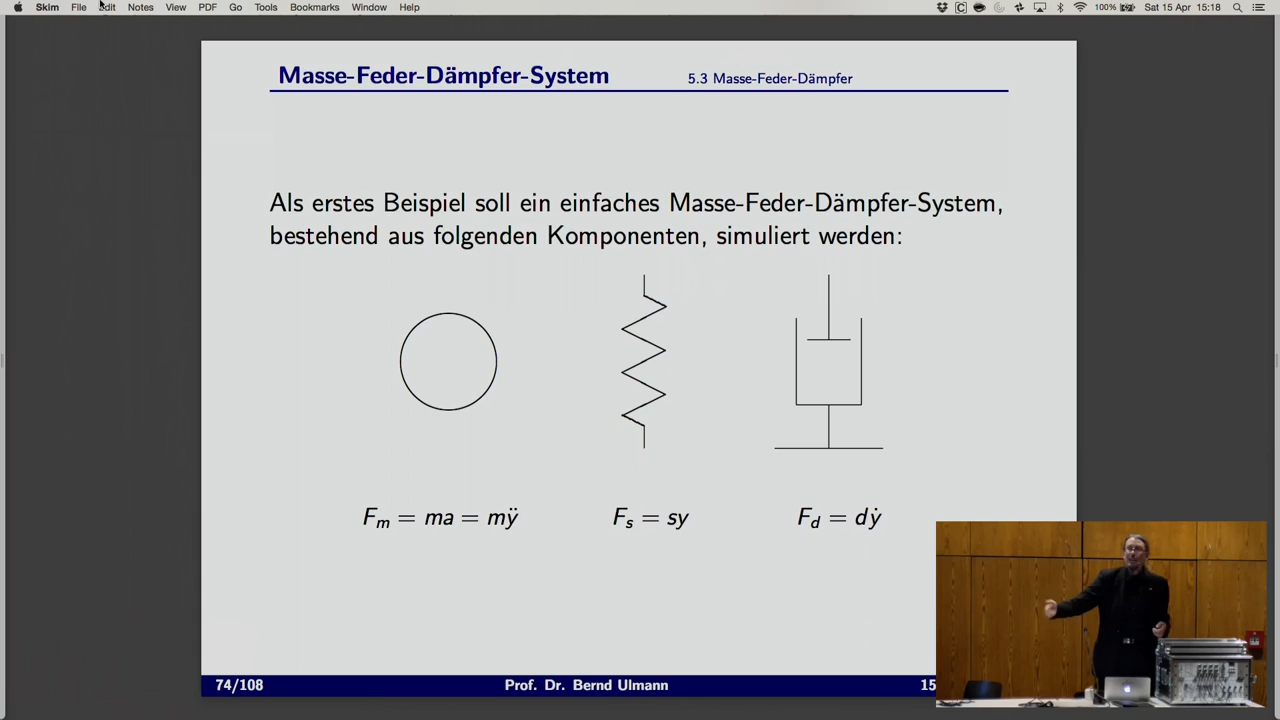 Skim File Edit Notes View PDF Go Tools Bookmarks Window Help 100% Sat 15 Apr 15:18
Masse-Feder-Dämpfer-System 5.3 Masse-Feder-Dämpfer
Als erstes Beispiel soll ein einfaches Masse-Feder-Dämpfer-System,
bestehend aus folgenden Komponenten, simuliert werden:
Fₘ = ma = mÿ Fₛ = sy F_d = dẏ
74/108 Prof. Dr. Bernd Ulmann 15